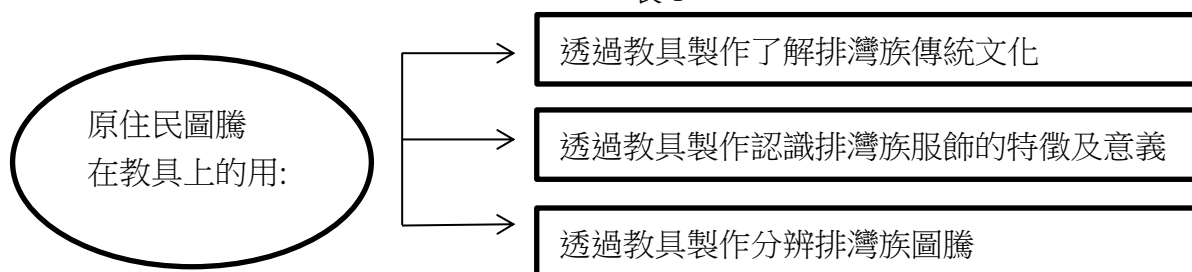 透過教具製作了解排灣族傳統文化
原住民圖騰
在教具上的用:
透過教具製作認識排灣族服飾的特徵及意義
透過教具製作分辨排灣族圖騰